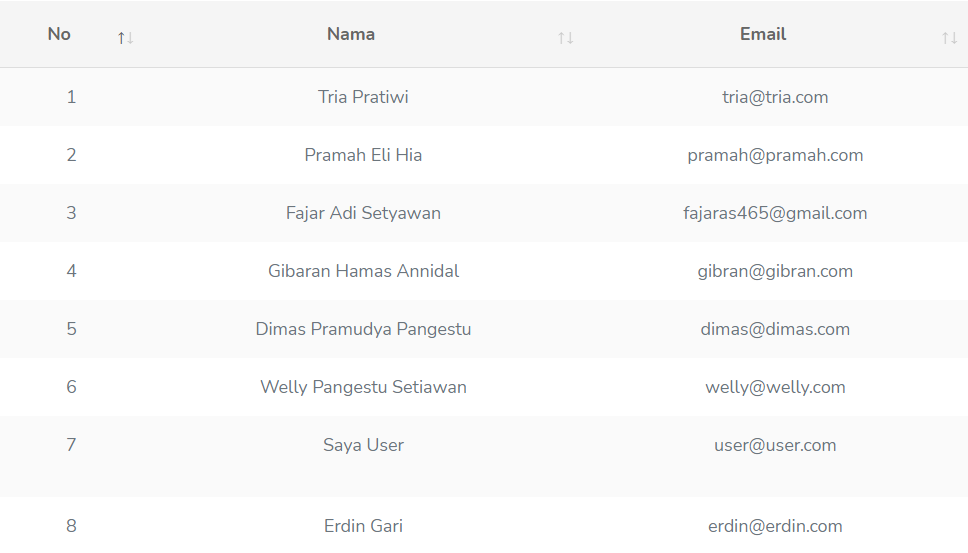 No Nama Email
1 Tria Pratiwi tria@tria.com
2 Pramah Eli Hia pramah@pramah.com
3 Fajar Adi Setyawan fajaras465@gmail.com
4 Gibaran Hamas Annidal gibran@gibran.com
5 Dimas Pramudya Pangestu dimas@dimas.com
6 Welly Pangestu Setiawan welly@welly.com
7 Saya User user@user.com
8 Erdin Gari erdin@erdin.com